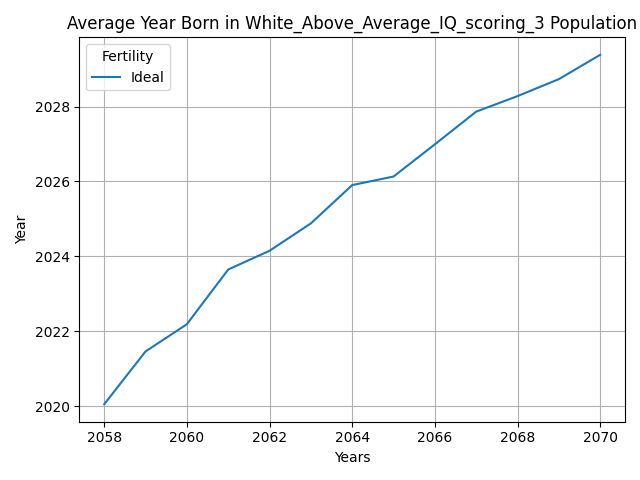 Average Year Born in White_Above_Average_IQ_scoring_3 Population
Fertility
Ideal
Year
2028
2026
2024
2022
2020
2058 2060 2062 2064 2066 2068 2070
Years